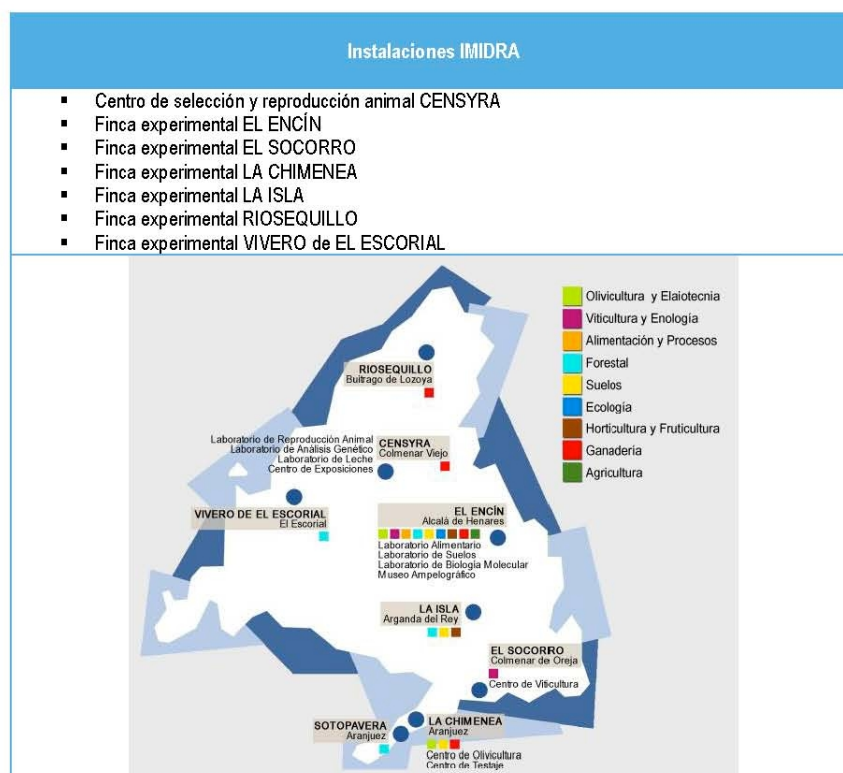 Instalaciones IMIDRA
▪ Centro de selección y reproducción animal CENSYRA
▪ Finca experimental EL ENCÍN
▪ Finca experimental EL SOCORRO
▪ Finca experimental LA CHIMENEA
▪ Finca experimental LA ISLA
▪ Finca experimental RIOSEQUILLO
▪ Finca experimental VIVERO de EL ESCORIAL
Olivicultura y Elaiotecnia
Viticultura y Enología
Alimentación y Procesos
Forestal
Suelos
Ecología
Horticultura y Fruticultura
Ganadería
Agricultura
RIOSEQUILLO
Buitrago de Lozoya
Laboratorio de Reproducción Animal
Laboratorio de Análisis Genético
Laboratorio de Leche
Centro de Exposiciones
CENSYRA
Colmenar Viejo
VIVERO DE EL ESCORIAL
El Escorial
EL ENCÍN
Alcalá de Henares
Laboratorio Alimentario
Laboratorio de Suelos
Laboratorio de Biología Molecular
Museo Ampelográfico
LA ISLA
Arganda del Rey
EL SOCORRO
Colmenar de Oreja
Centro de Viticultura
SOTOPAVERA
Aranjuez
LA CHIMENEA
Aranjuez
Centro de Olivicultura
Centro de Testaje